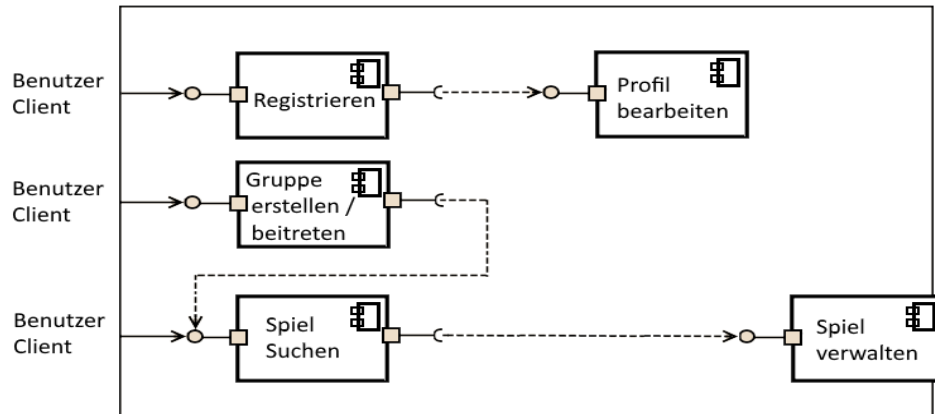 Benutzer
Client
Registrieren
Profil
bearbeiten
Benutzer
Client
Gruppe
erstellen /
beitreten
Benutzer
Client
Spiel
Suchen
Spiel
verwalten